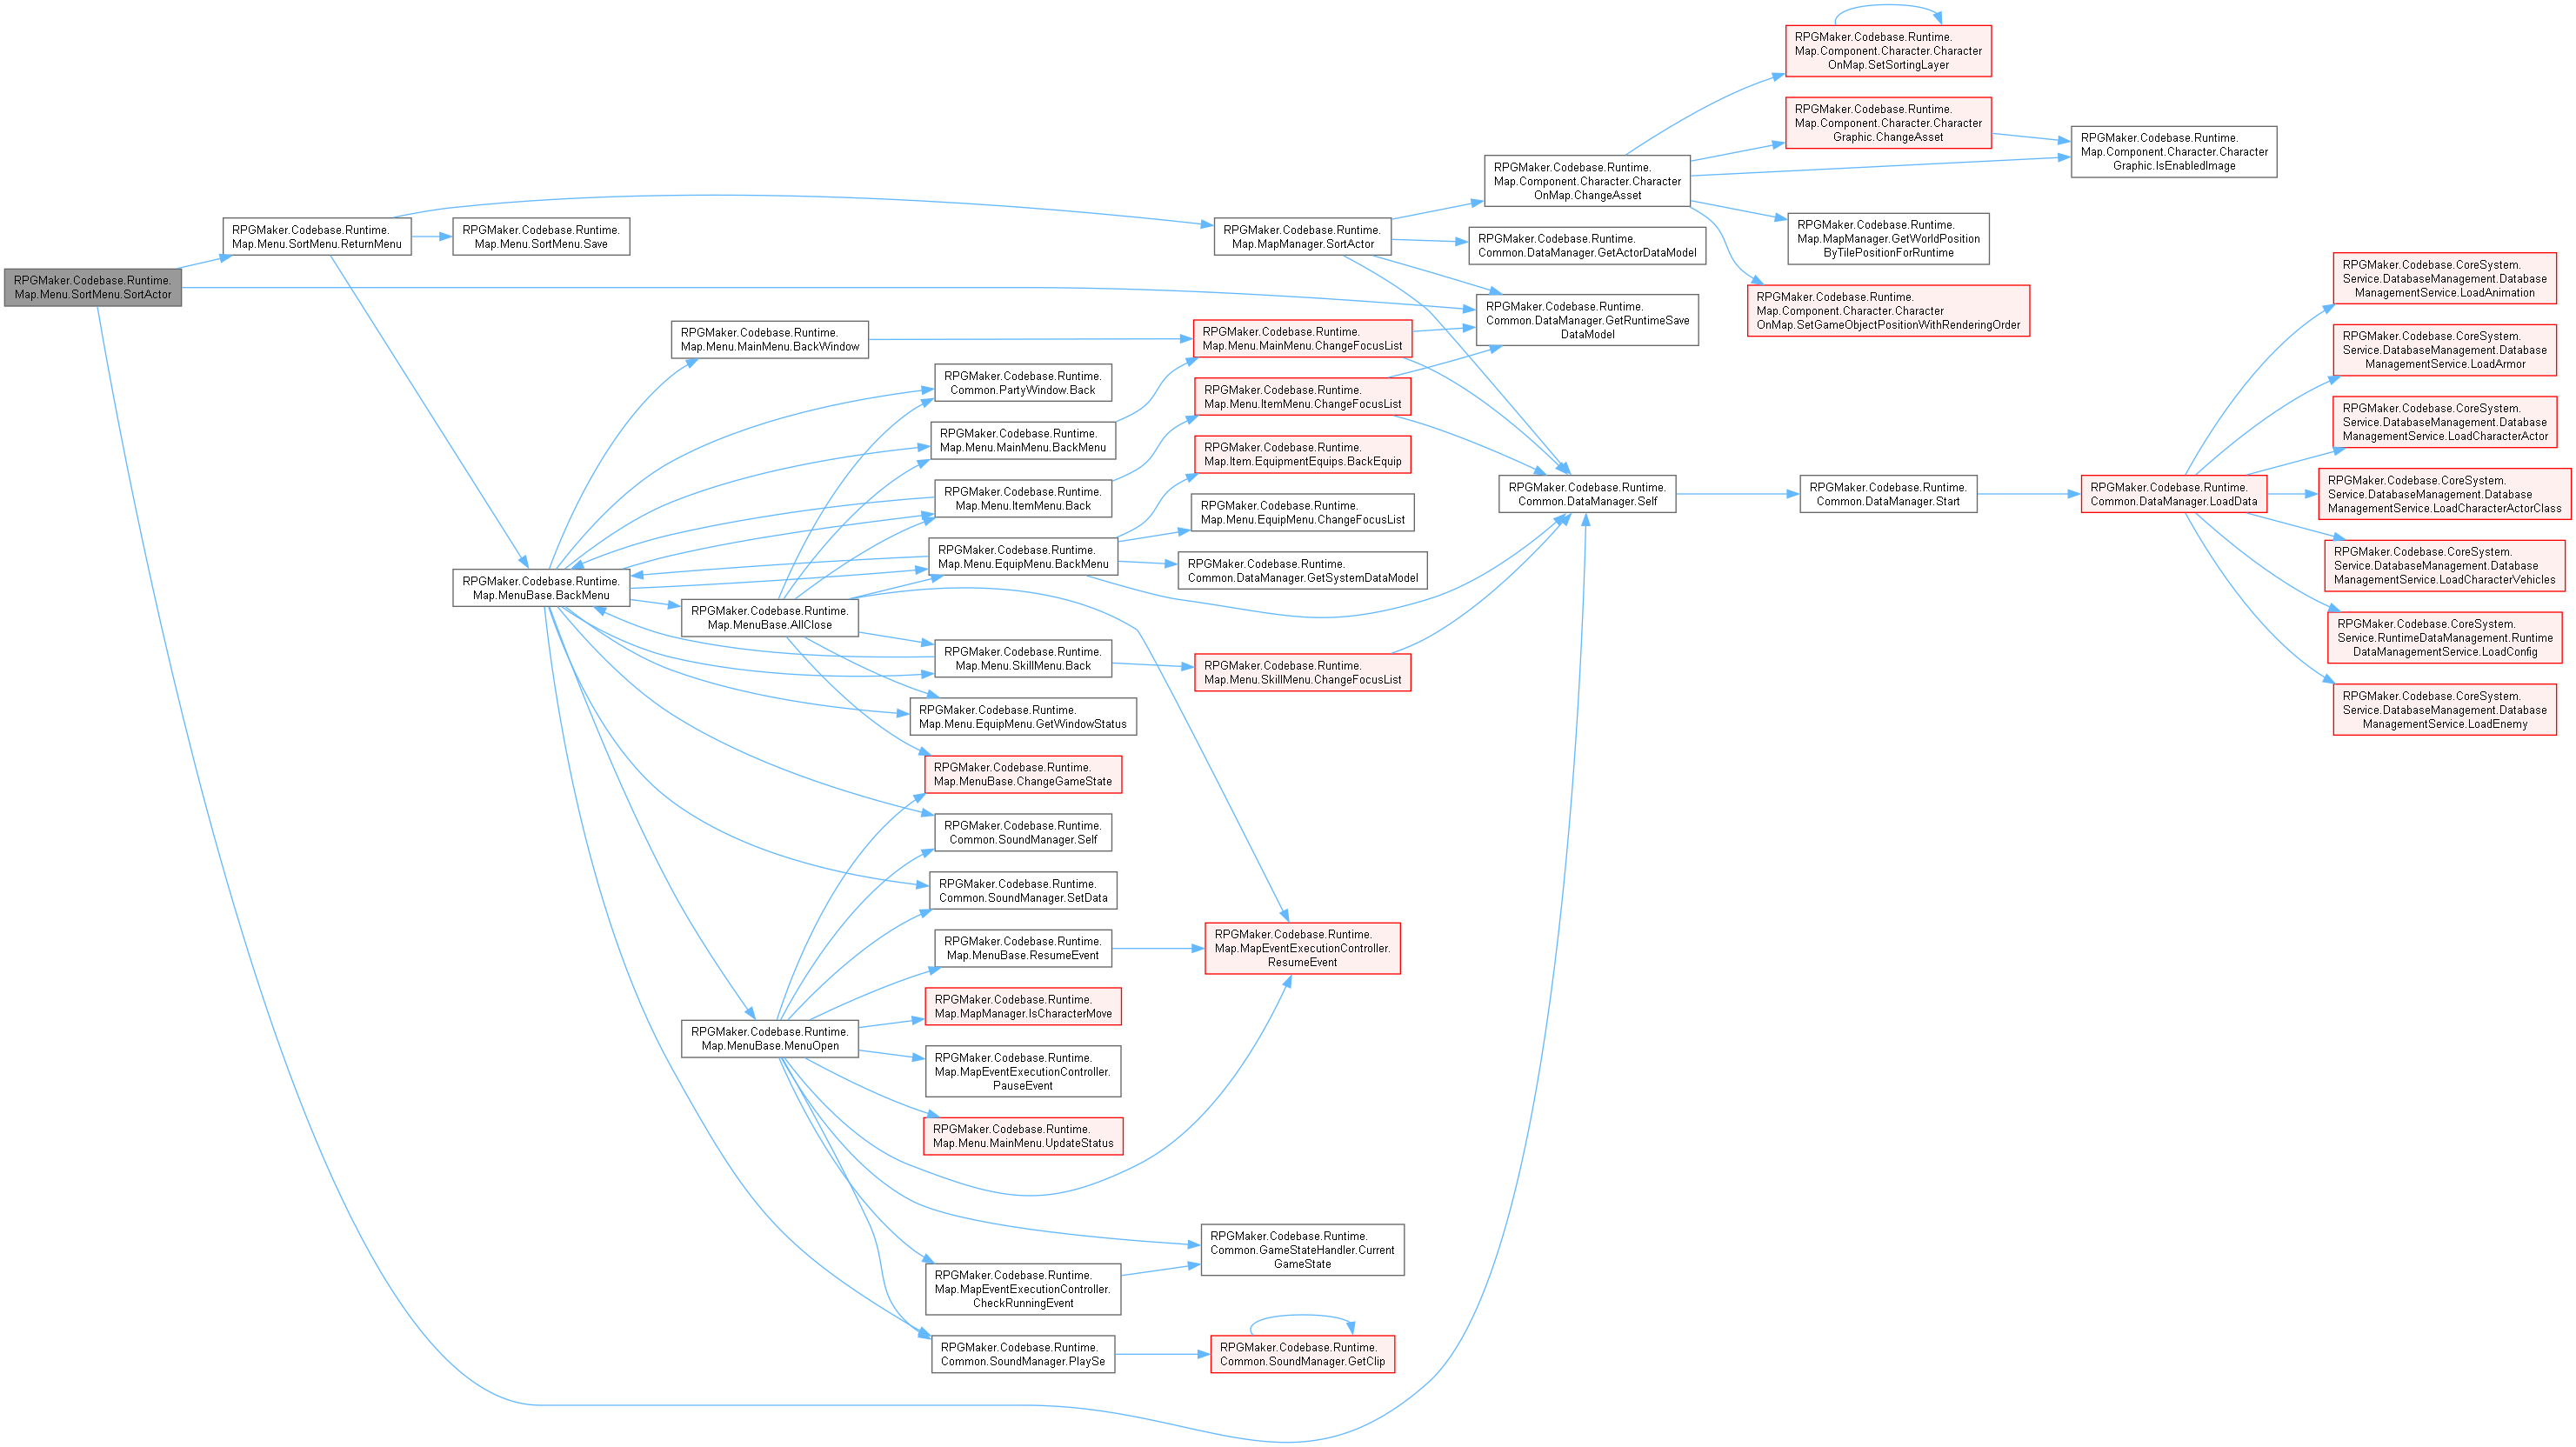 RPGMaker.Codebase.Runtime.
Map.Menu.SortMenu.SortActor
RPGMaker.Codebase.Runtime.
Map.Menu.SortMenu.ReturnMenu
RPGMaker.Codebase.Runtime.
Map.Menu.SortMenu.Save
RPGMaker.Codebase.Runtime.
Map.MenuBase.BackMenu
RPGMaker.Codebase.Runtime.
Map.Menu.MainMenu.BackWindow
RPGMaker.Codebase.Runtime.
Map.MenuBase.AllClose
RPGMaker.Codebase.Runtime.
Map.MenuBase.MenuOpen
RPGMaker.Codebase.Runtime.
Common.PartyWindow.Back
RPGMaker.Codebase.Runtime.
Map.Menu.MainMenu.BackMenu
RPGMaker.Codebase.Runtime.
Map.Menu.ItemMenu.Back
RPGMaker.Codebase.Runtime.
Map.Menu.EquipMenu.BackMenu
RPGMaker.Codebase.Runtime.
Map.Menu.SkillMenu.Back
RPGMaker.Codebase.Runtime.
Map.Menu.EquipMenu.GetWindowStatus
RPGMaker.Codebase.Runtime.
Map.MenuBase.ChangeGameState
RPGMaker.Codebase.Runtime.
Common.SoundManager.Self
RPGMaker.Codebase.Runtime.
Common.SoundManager.SetData
RPGMaker.Codebase.Runtime.
Map.MenuBase.ResumeEvent
RPGMaker.Codebase.Runtime.
Map.MapManager.IsCharacterMove
RPGMaker.Codebase.Runtime.
Map.MapEventExecutionController.
PauseEvent
RPGMaker.Codebase.Runtime.
Map.Menu.MainMenu.UpdateStatus
RPGMaker.Codebase.Runtime.
Map.MapEventExecutionController.
CheckRunningEvent
RPGMaker.Codebase.Runtime.
Common.SoundManager.PlaySe
RPGMaker.Codebase.Runtime.
Map.MapManager.SortActor
RPGMaker.Codebase.Runtime.
Map.Menu.MainMenu.ChangeFocusList
RPGMaker.Codebase.Runtime.
Map.Menu.ItemMenu.ChangeFocusList
RPGMaker.Codebase.Runtime.
Map.Item.EquipmentEquips.BackEquip
RPGMaker.Codebase.Runtime.
Map.Menu.EquipMenu.ChangeFocusList
RPGMaker.Codebase.Runtime.
Common.DataManager.GetSystemDataModel
RPGMaker.Codebase.Runtime.
Map.Menu.SkillMenu.ChangeFocusList
RPGMaker.Codebase.Runtime.
Map.MapEventExecutionController.
ResumeEvent
RPGMaker.Codebase.Runtime.
Common.GameStateHandler.Current
GameState
RPGMaker.Codebase.Runtime.
Common.SoundManager.GetClip
RPGMaker.Codebase.Runtime.
Map.Component.Character.Character
OnMap.ChangeAsset
RPGMaker.Codebase.Runtime.
Common.DataManager.GetActorDataModel
RPGMaker.Codebase.Runtime.
Common.DataManager.GetRuntimeSave
DataModel
RPGMaker.Codebase.Runtime.
Common.DataManager.Self
RPGMaker.Codebase.Runtime.
Map.Component.Character.Character
OnMap.SetSortingLayer
RPGMaker.Codebase.Runtime.
Map.Component.Character.Character
Graphic.ChangeAsset
RPGMaker.Codebase.Runtime.
Map.MapManager.GetWorldPosition
ByTilePositionForRuntime
RPGMaker.Codebase.Runtime.
Map.Component.Character.Character
OnMap.SetGameObjectPositionWithRenderingOrder
RPGMaker.Codebase.Runtime.
Common.DataManager.Start
RPGMaker.Codebase.Runtime.
Map.Component.Character.Character
Graphic.IsEnabledImage
RPGMaker.Codebase.Runtime.
Common.DataManager.LoadData
RPGMaker.Codebase.CoreSystem.
Service.DatabaseManagement.Database
ManagementService.LoadAnimation
RPGMaker.Codebase.CoreSystem.
Service.DatabaseManagement.Database
ManagementService.LoadArmor
RPGMaker.Codebase.CoreSystem.
Service.DatabaseManagement.Database
ManagementService.LoadCharacterActor
RPGMaker.Codebase.CoreSystem.
Service.DatabaseManagement.Database
ManagementService.LoadCharacterActorClass
RPGMaker.Codebase.CoreSystem.
Service.DatabaseManagement.Database
ManagementService.LoadCharacterVehicles
RPGMaker.Codebase.CoreSystem.
Service.RuntimeDataManagement.Runtime
DataManagementService.LoadConfig
RPGMaker.Codebase.CoreSystem.
Service.DatabaseManagement.Database
ManagementService.LoadEnemy